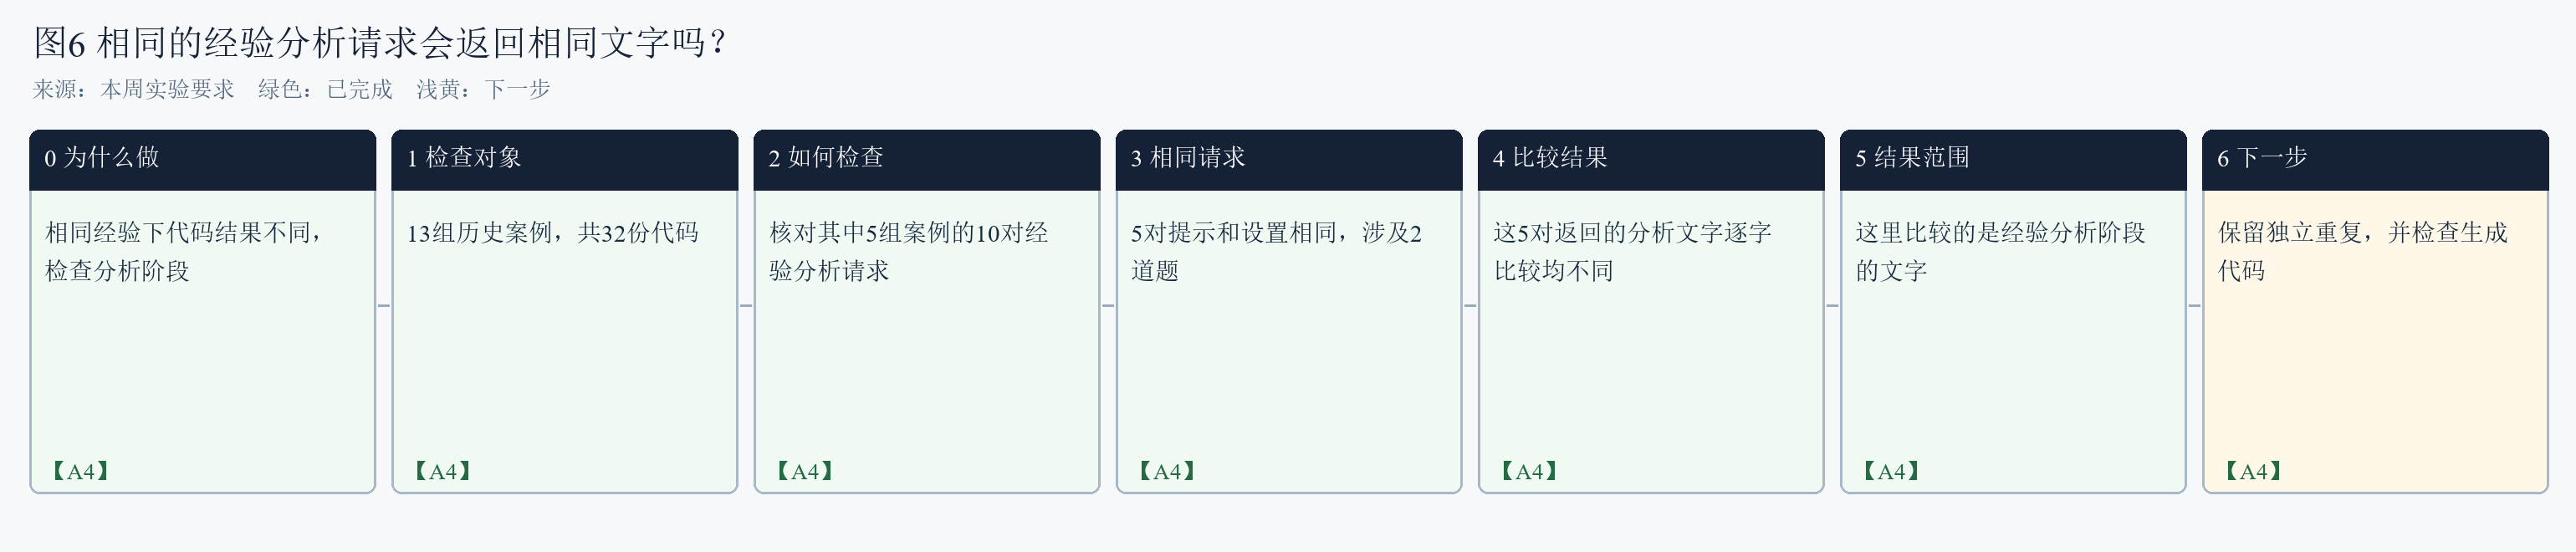 图6 相同的经验分析请求会返回相同文字吗？
来源：本周实验要求 绿色：已完成 浅黄：下一步
0 为什么做
相同经验下代码结果不同，
检查分析阶段
【A4】
1 检查对象
13组历史案例，共32份代码
【A4】
2 如何检查
核对其中5组案例的10对经
验分析请求
【A4】
3 相同请求
5对提示和设置相同，涉及2
道题
【A4】
4 比较结果
这5对返回的分析文字逐字
比较均不同
【A4】
5 结果范围
这里比较的是经验分析阶段
的文字
【A4】
6 下一步
保留独立重复，并检查生成
代码
【A4】